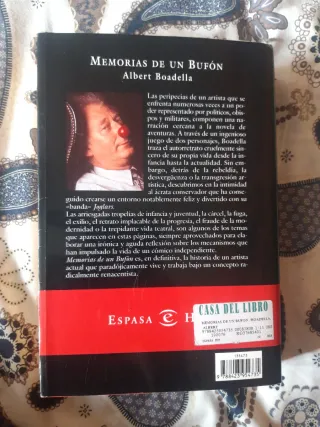 MEMORIAS DE UN BUFÓN
Albert Boadella
Las peripecias de un artista que se
enfrenta numerosas veces a un po-
der representado por políticos, obis-
pos y militares, componen una na-
rración cercana a la novela de
aventuras. A través de un ingenioso
juego de dos personajes, Boadella
traza el autorretrato cruelmente sin-
cero de su propia vida desde la in-
fancia hasta la actualidad. Sin em-
bargo, detrás de la rebeldía, la
desvergüenza o la transgresión ar-
tística, descubrimos en la intimidad
al ácrata conservador que ha conse-
guido crearse un entorno notablemente feliz y divertido con su
«banda» Joglars.
Las arriesgadas tropelías de infancia y juventud, la cárcel, la fuga,
el exilio, el retrato implacable de la progresía, el fraude de la mo-
dernidad o la trepidante vida teatral, son algunos de los temas
que aparecen en estas páginas, siempre aprovechados para ela-
borar una irónica y aguda reflexión sobre los mecanismos que
han impulsado la vida de un cómico independiente.
Memorias de un Bufón es, en definitiva, la historia de un artista
actual que paradójicamente vive y trabaja bajo un concepto ra-
dicalmente renacentista.
ESPASA
CASA DEL LIBRO
MEMORIAS DE UN BUFON. BOADELLA
ALBERT